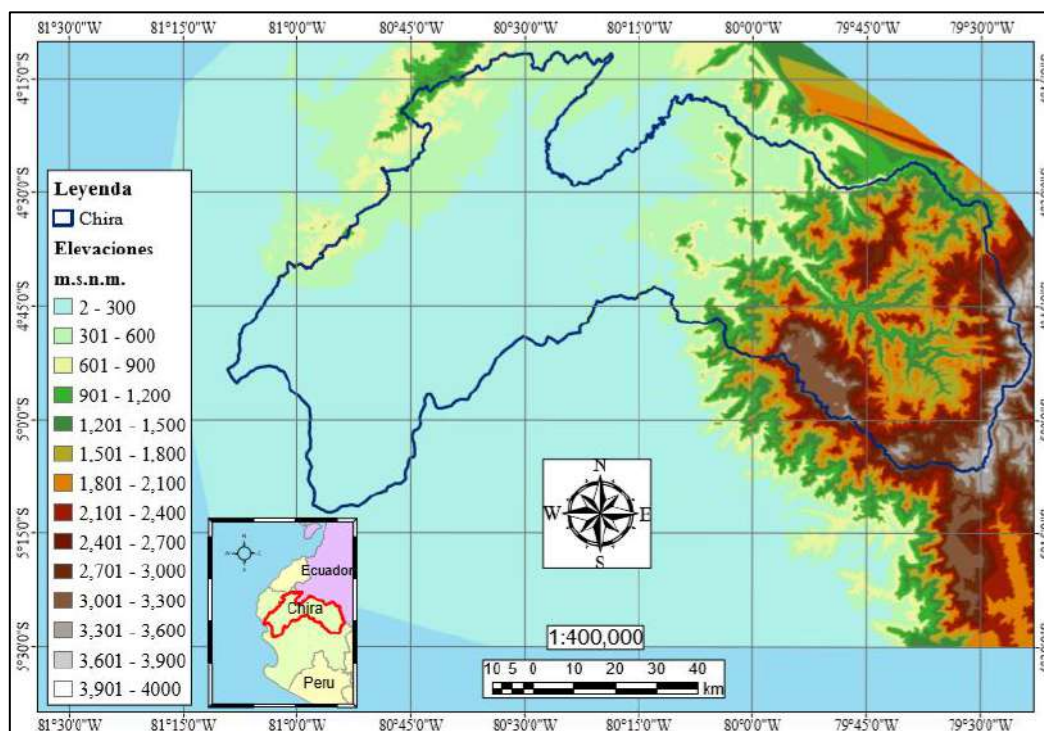 81°30'0"W 81°15'0"W 81°0'0"W 80°45'0"W 80°30'0"W 80°15'0"W 80°0'0"W 79°45'0"W 79°30'0"W
4°15'0"S
4°30'0"S
4°45'0"S
5°0'0"S
5°15'0"S
5°30'0"S
Leyenda
Chira
Elevaciones
m.s.n.m.
2 - 300
301 - 600
601 - 900
901 - 1,200
1,201 - 1,500
1,501 - 1,800
1,801 - 2,100
2,101 - 2,400
2,401 - 2,700
2,701 - 3,000
3,001 - 3,300
3,301 - 3,600
3,601 - 3,900
3,901 - 4000
N
W E
S
Ecuador
Chira
Peru
1:400,000
10 5 0 10 20 30 40
km
81°30'0"W 81°15'0"W 81°0'0"W 80°45'0"W 80°30'0"W 80°15'0"W 80°0'0"W 79°45'0"W 79°30'0"W